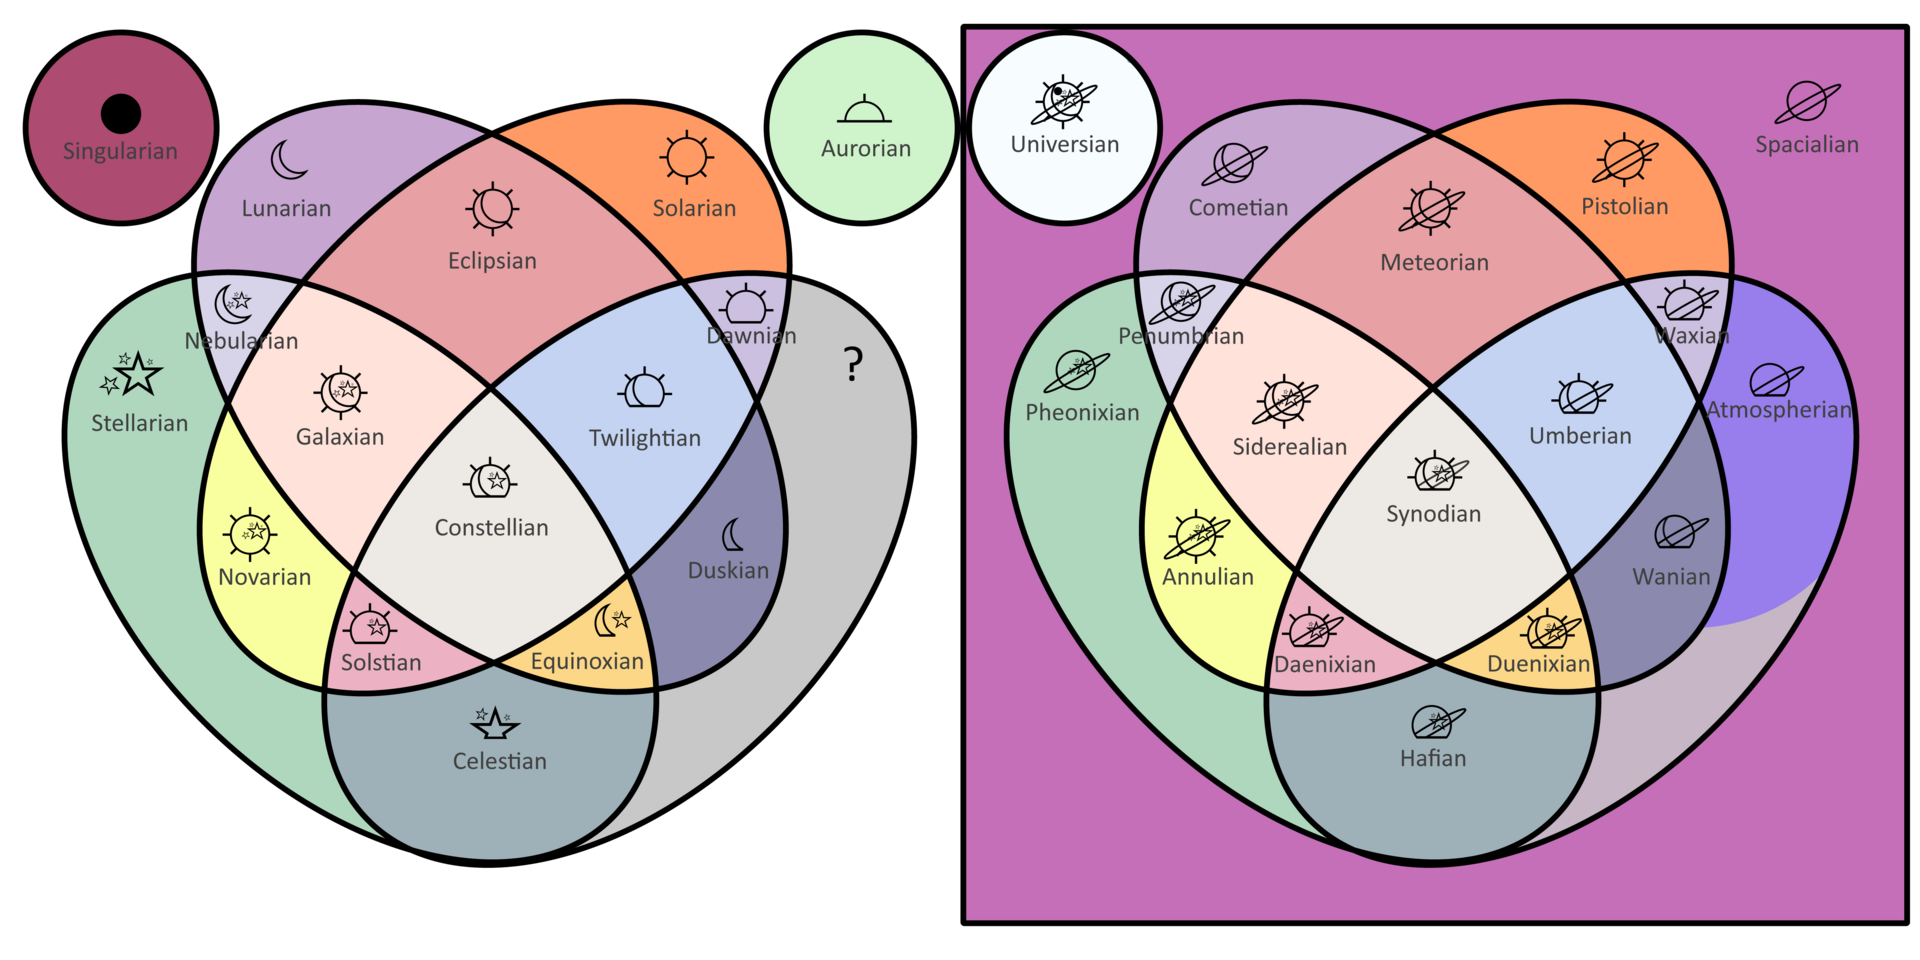 Singularian
Lunarian
Eclipsian
Solarian
Aurorian
Nebularian
Dawnian
?
Stellarian
Galaxian
Twilightian
Constellian
Novarian
Duskian
Solstian
Equinoxian
Celestian
Universian
Spacialian
Cometian
Meteorian
Pistolian
Penumbrian
Waxian
Pheonixian
Siderealian
Umberian
Atmospherian
Synodian
Annulian
Wanian
Daenixian
Duenixian
Hafian